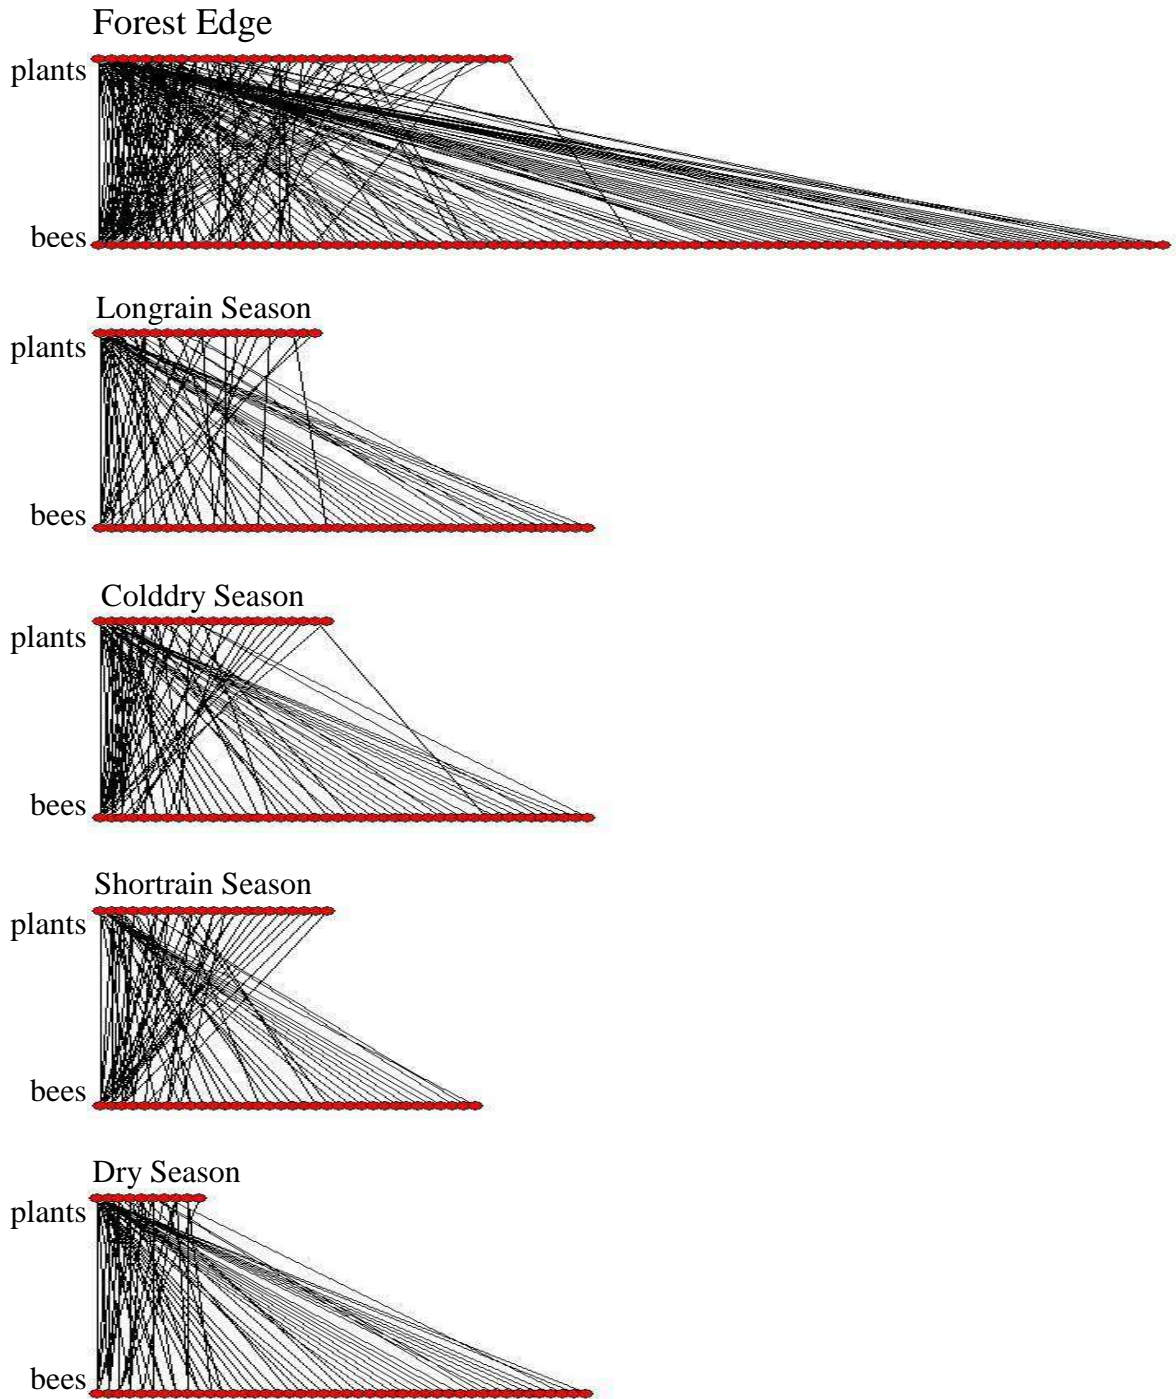 Forest Edge
plants
bees
Longrain Season
plants
bees
Colddry Season
plants
bees
Shortrain Season
plants
bees
Dry Season
plants
bees